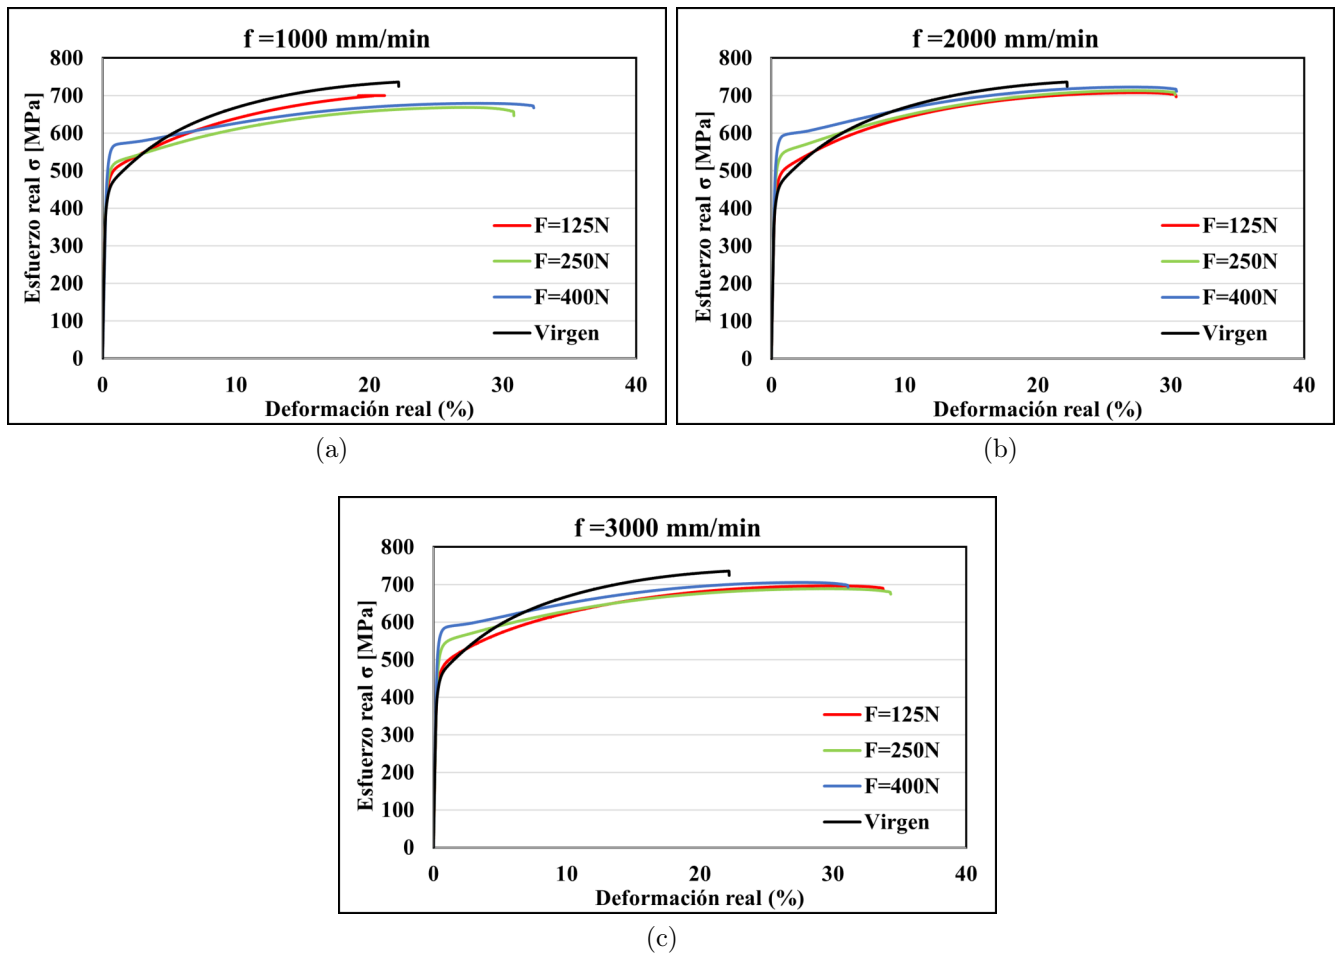 f =1000 mm/min
800
700
600
500
400
300
200
100
0
Esfuerzo real σ [MPa]
F=125N
F=250N
F=400N
Virgen
0 10 20 30 40
Deformación real (%)
(a)
f =2000 mm/min
800
700
600
500
400
300
200
100
0
Esfuerzo real σ [MPa]
F=125N
F=250N
F=400N
Virgen
0 10 20 30 40
Deformación real (%)
(b)
f =3000 mm/min
800
700
600
500
400
300
200
100
0
Esfuerzo real σ [MPa]
F=125N
F=250N
F=400N
Virgen
0 10 20 30 40
Deformación real (%)
(c)